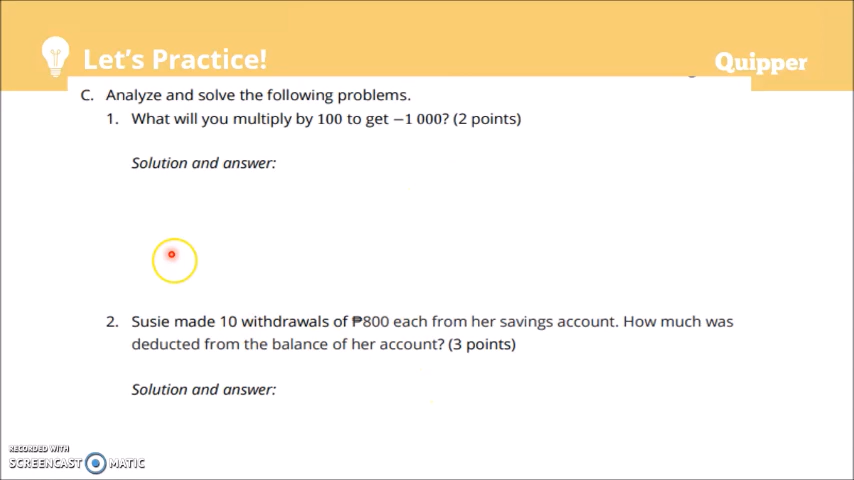 Let's Practice!
Quipper
C. Analyze and solve the following problems.
1. What will you multiply by 100 to get −1 000? (2 points)
Solution and answer:
2. Susie made 10 withdrawals of ₱800 each from her savings account. How much was
deducted from the balance of her account? (3 points)
Solution and answer:
RECORDED WITH
SCREENCAST MATIC